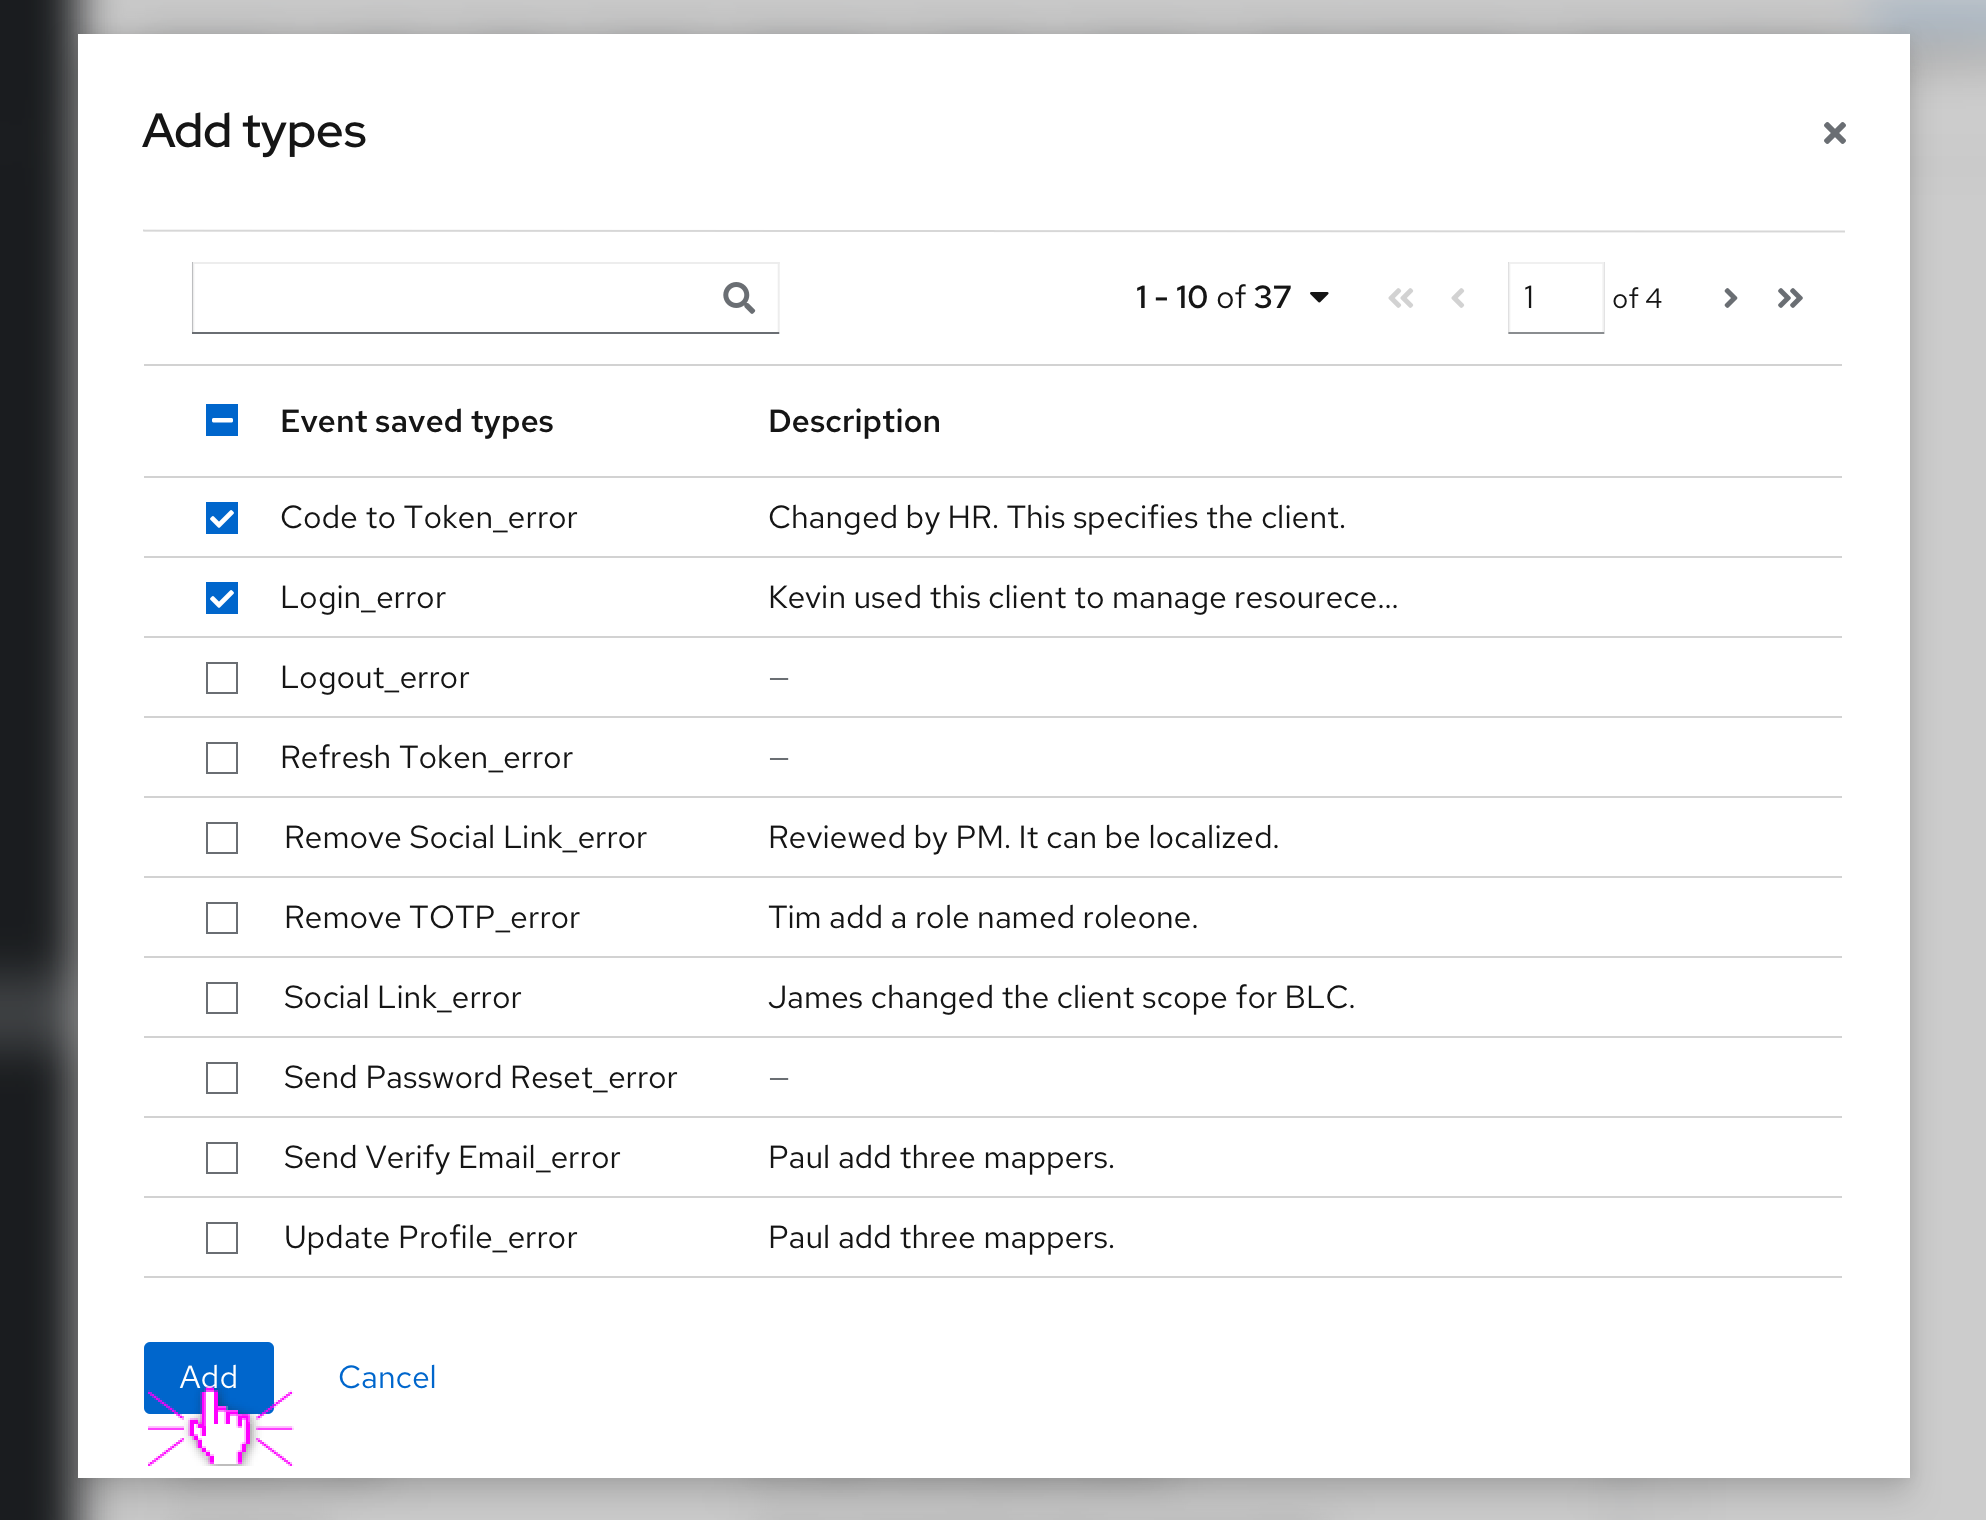 Add types
1 - 10 of 37 1 of 4
Event saved types Description
Code to Token_error Changed by HR. This specifies the client.
Login_error Kevin used this client to manage resourece...
Logout_error –
Refresh Token_error –
Remove Social Link_error Reviewed by PM. It can be localized.
Remove TOTP_error Tim add a role named roleone.
Social Link_error James changed the client scope for BLC.
Send Password Reset_error –
Send Verify Email_error Paul add three mappers.
Update Profile_error Paul add three mappers.
Add Cancel